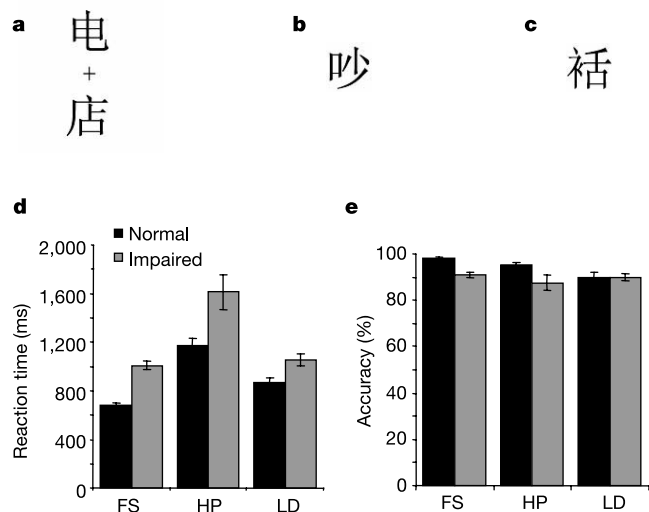 a
电
+
店
b
吵
c
d
Normal
Impaired
Reaction time (ms)
2,000
1,600
1,200
800
400
0
FS HP LD
e
Accuracy (%)
100
80
60
40
20
0
FS HP LD